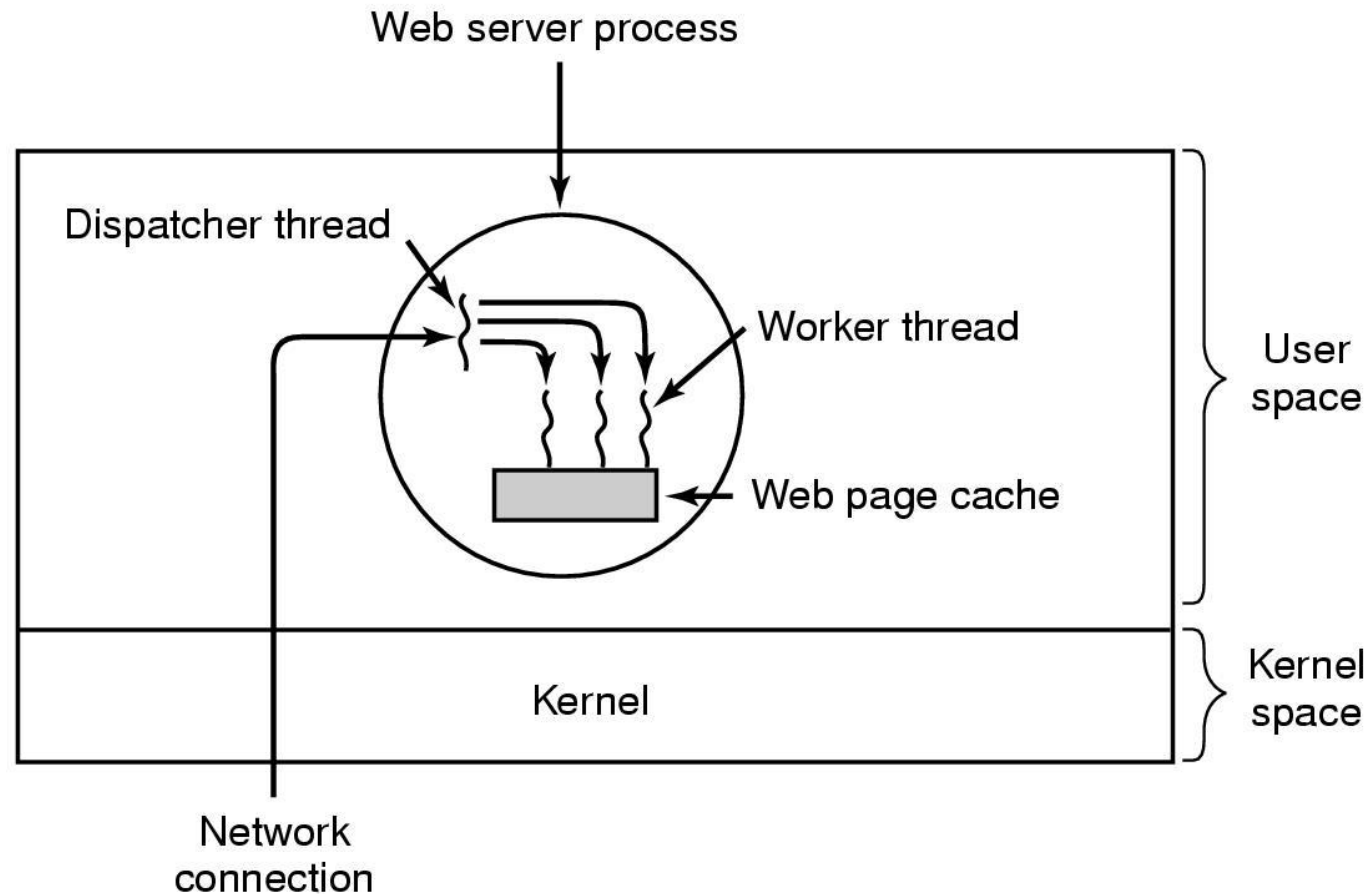 Web server process
Dispatcher thread
Worker thread
User
space
Web page cache
Kernel
Kernel
space
Network
connection